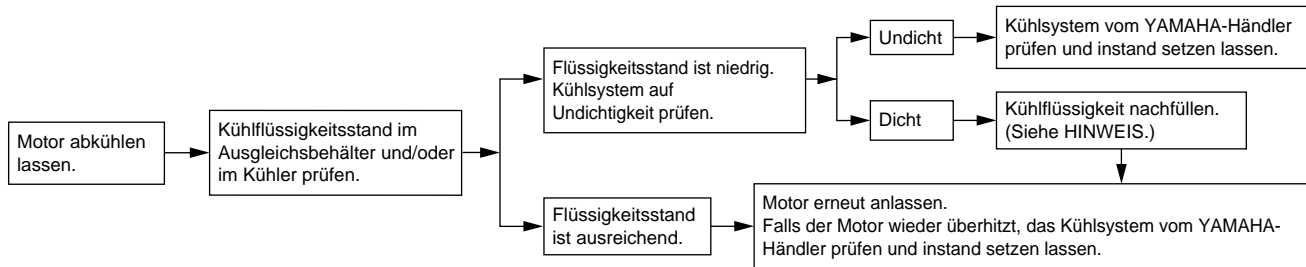 Motor abkühlen
lassen.
Kühlflüssigkeitsstand im
Ausgleichsbehälter und/oder
im Kühler prüfen.
Flüssigkeitsstand ist niedrig.
Kühlsystem auf
Undichtigkeit prüfen.
Undicht
Kühlsystem vom YAMAHA-Händler
prüfen und instand setzen lassen.
Dicht
Kühlflüssigkeit nachfüllen.
(Siehe HINWEIS.)
Flüssigkeitsstand
ist ausreichend.
Motor erneut anlassen.
Falls der Motor wieder überhitzt, das Kühlsystem vom YAMAHA-
Händler prüfen und instand setzen lassen.